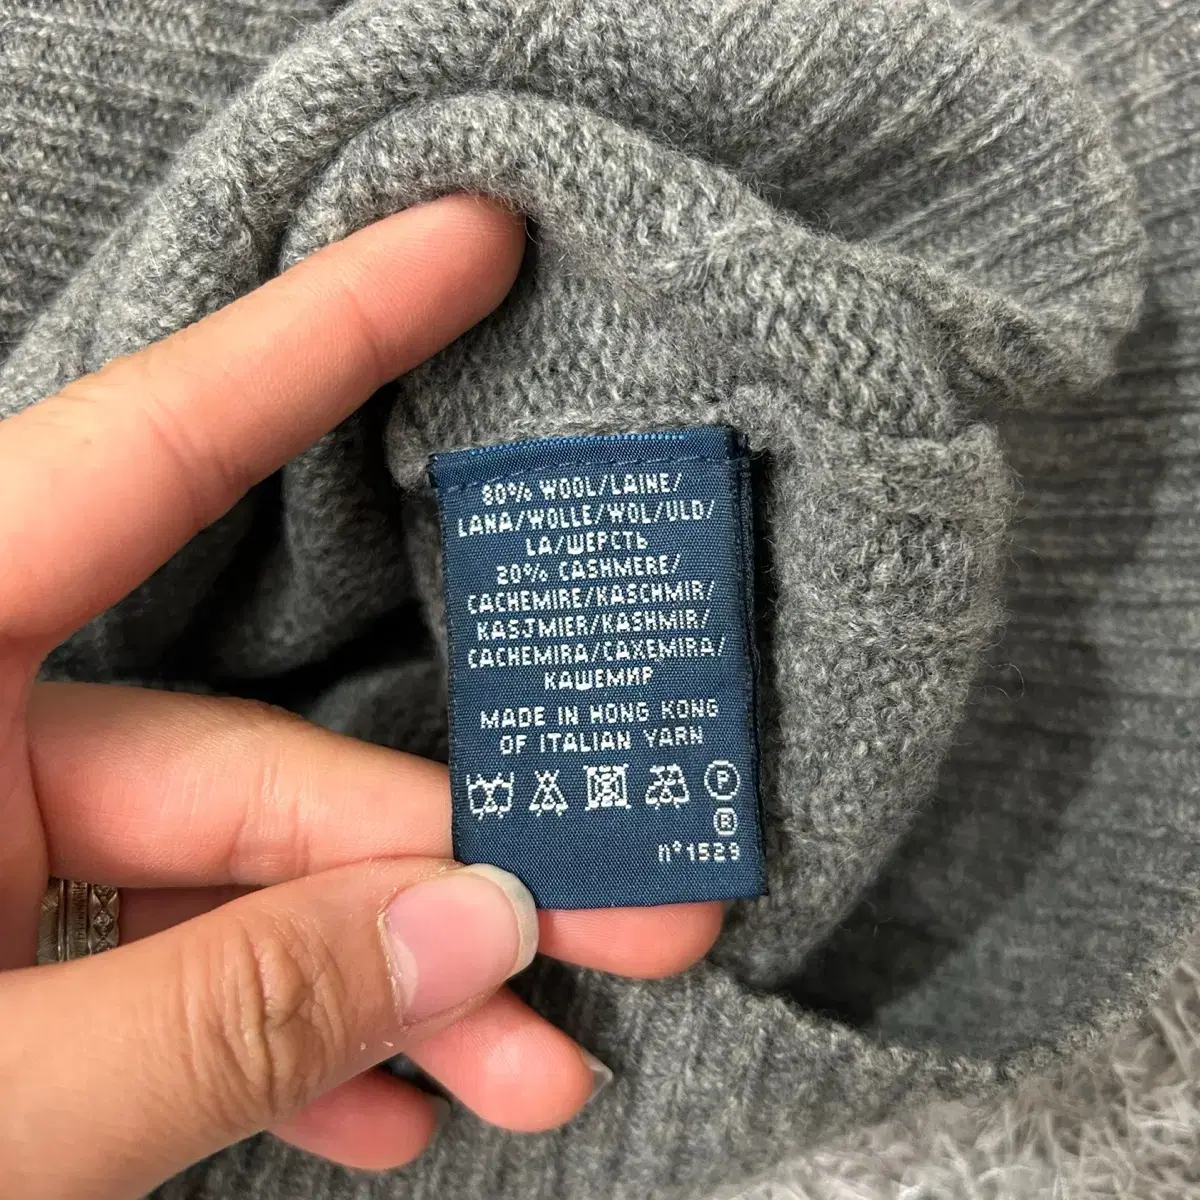 80% WOOL/LAINE/
LANA/WOLLE/WOL/ULD/
LA/ШЕРСТЬ
20% CASHMERE/
CACHEMIRE/KASCHMIR/
KASJMIER/KASHMIR/
CACHEMIRA/CAXEMIRA/
КАШЕМИР
MADE IN HONG KONG
OF ITALIAN YARN
P
R
n°1529